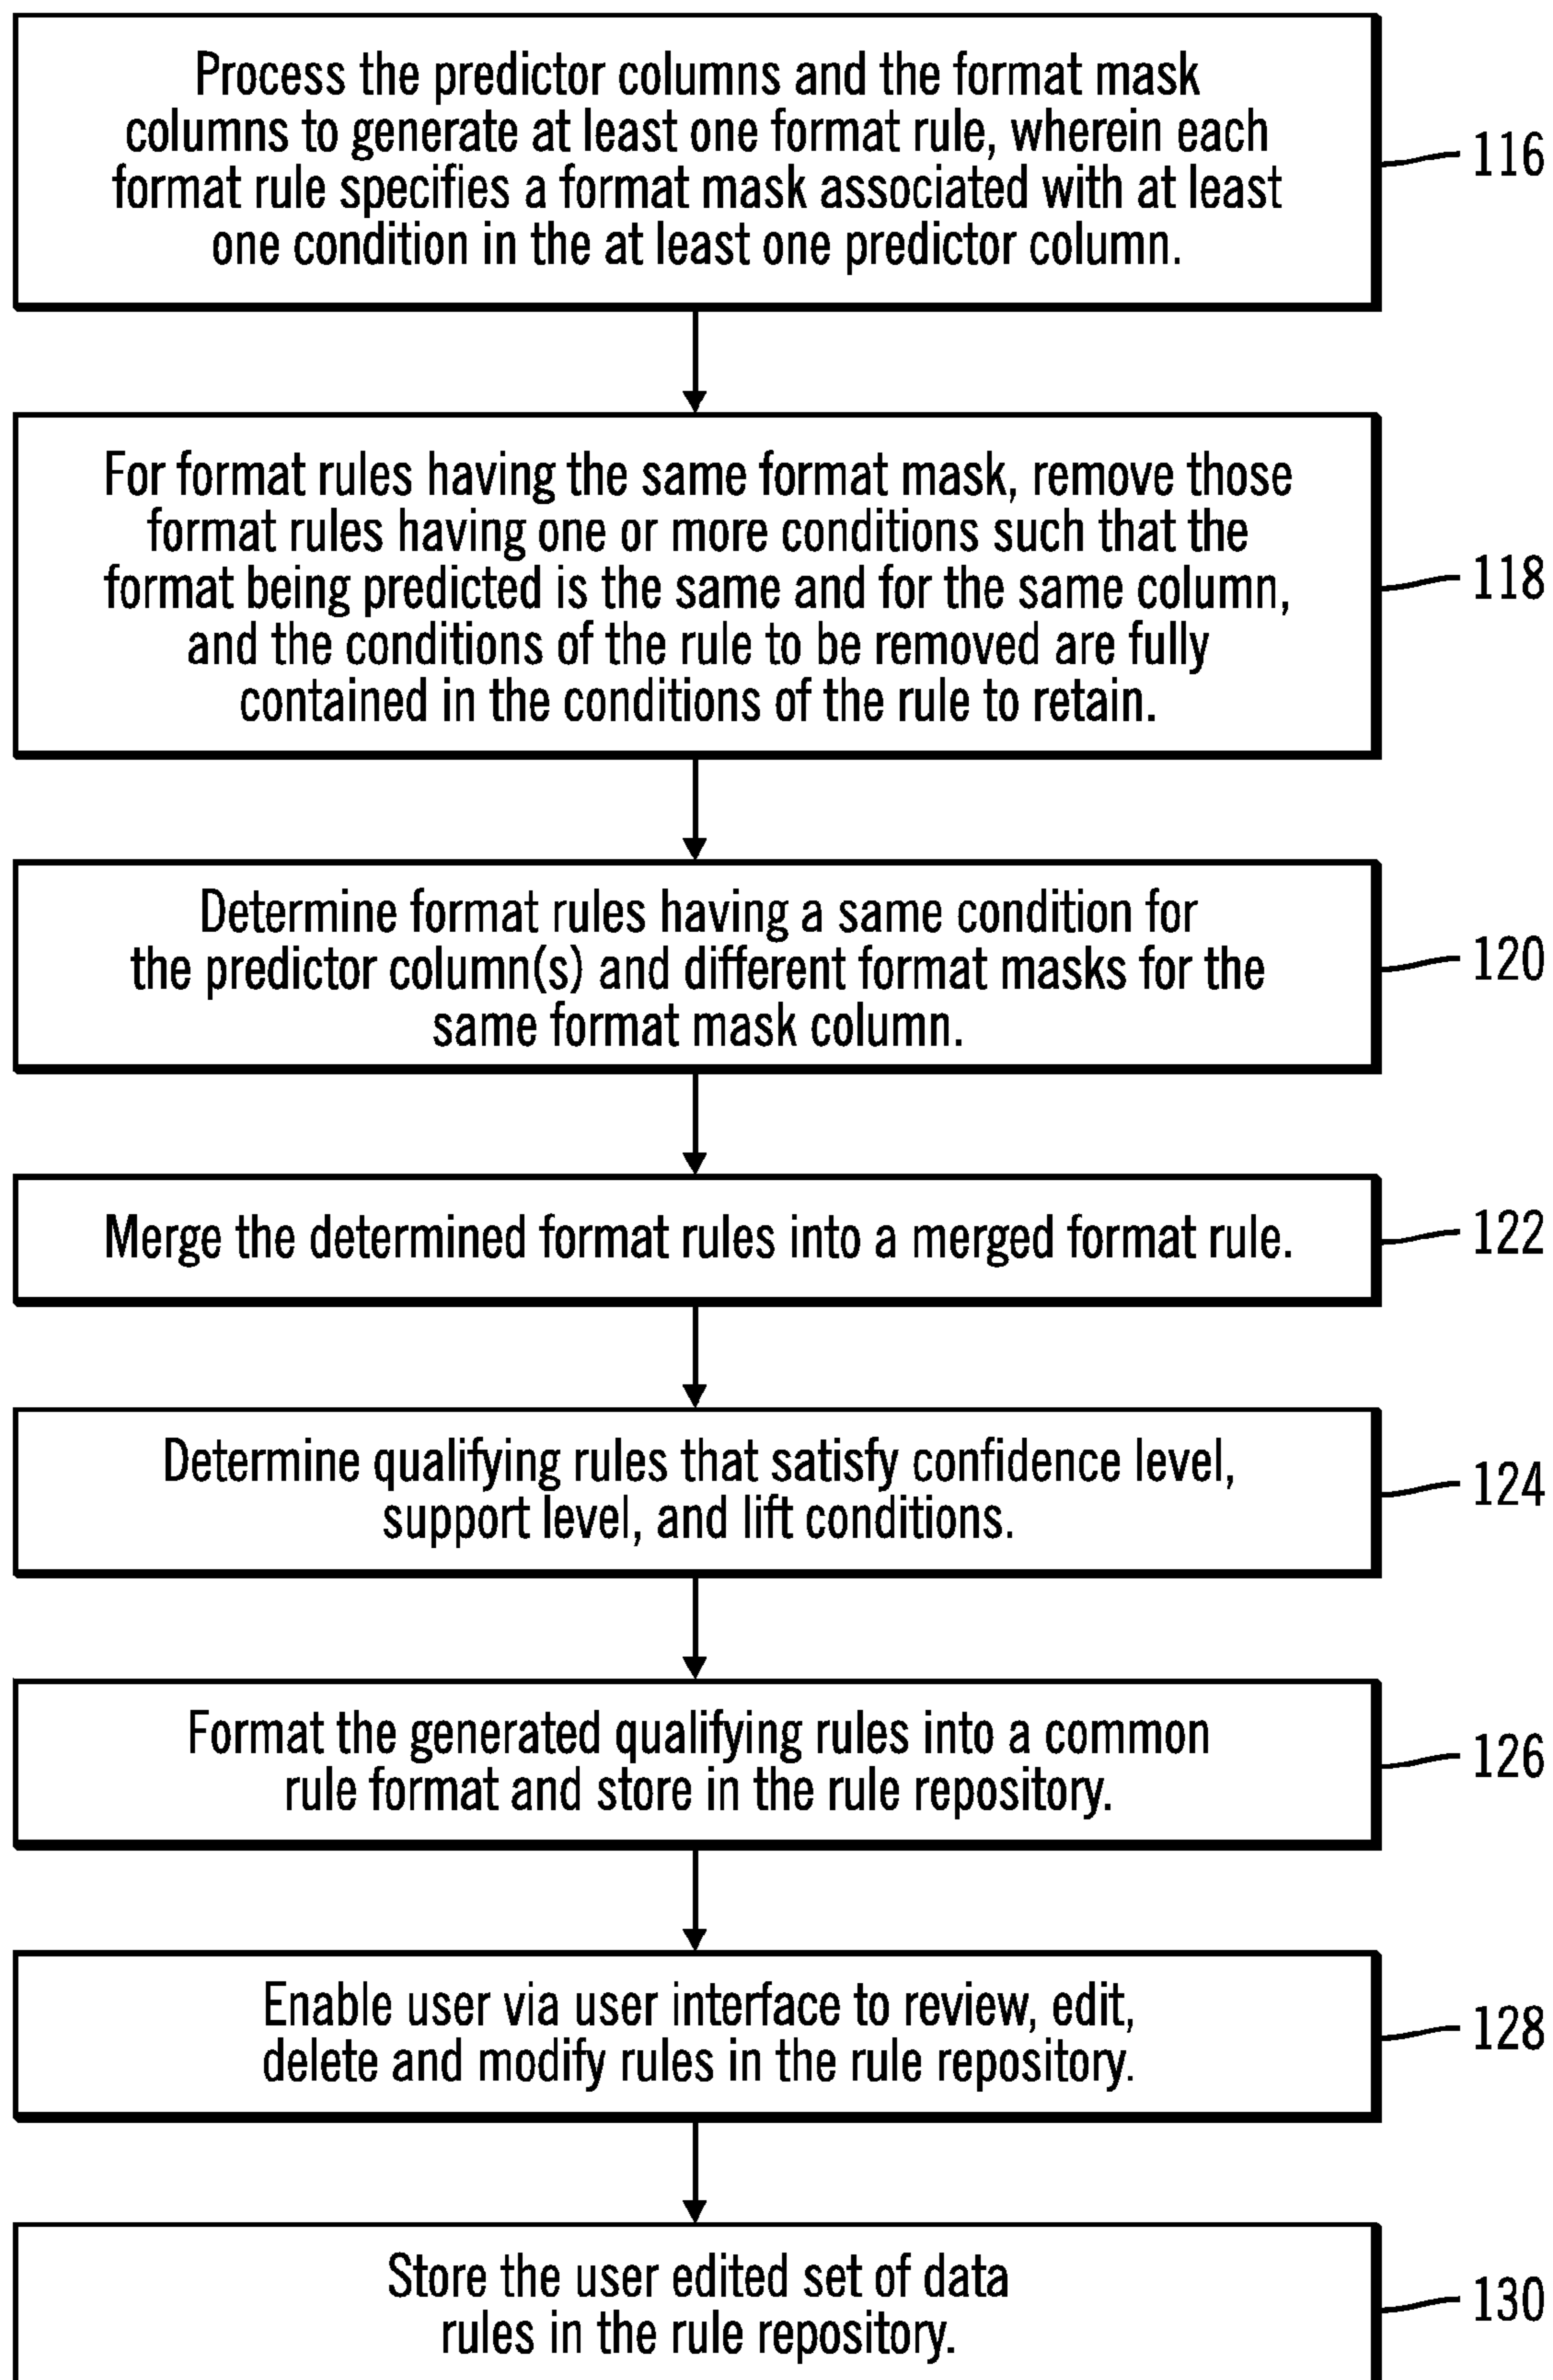 Process the predictor columns and the format mask
columns to generate at least one format rule, wherein each
format rule specifies a format mask associated with at least
one condition in the at least one predictor column.
116
For format rules having the same format mask, remove those
format rules having one or more conditions such that the
format being predicted is the same and for the same column,
and the conditions of the rule to be removed are fully
contained in the conditions of the rule to retain.
118
Determine format rules having a same condition for
the predictor column(s) and different format masks for the
same format mask column.
120
Merge the determined format rules into a merged format rule.
122
Determine qualifying rules that satisfy confidence level,
support level, and lift conditions.
124
Format the generated qualifying rules into a common
rule format and store in the rule repository.
126
Enable user via user interface to review, edit,
delete and modify rules in the rule repository.
128
Store the user edited set of data
rules in the rule repository.
130